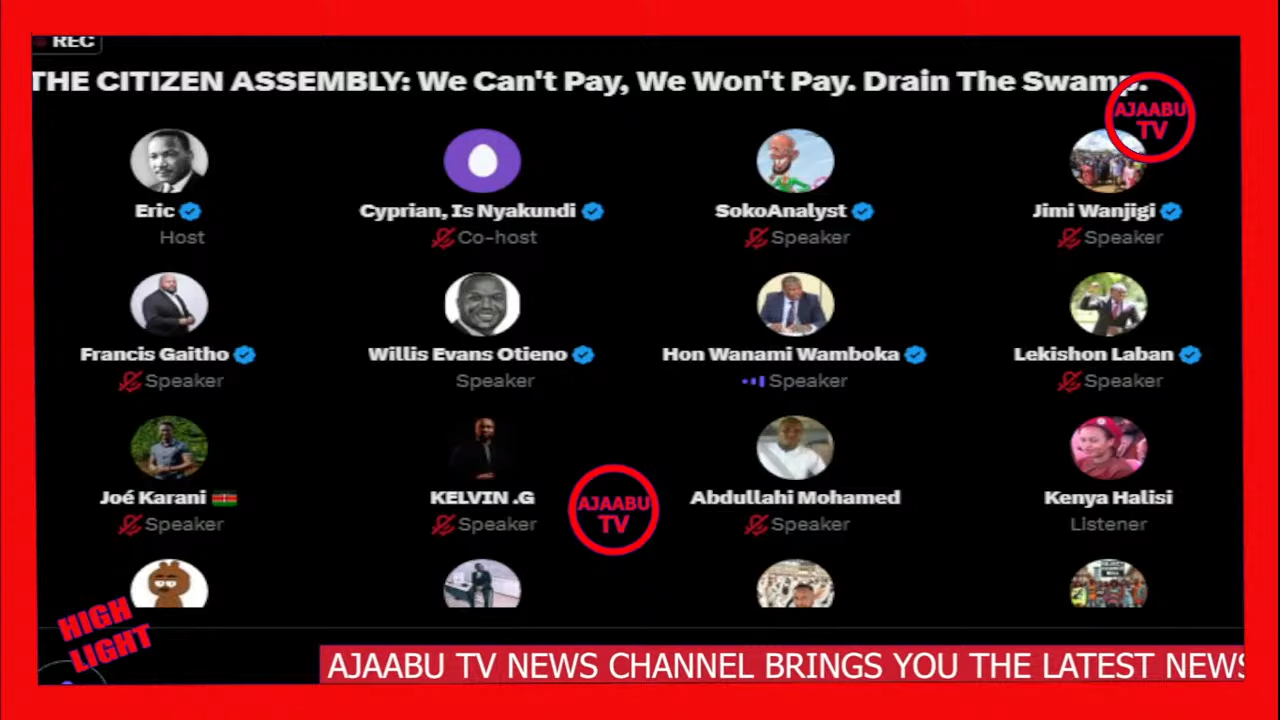 REC
THE CITIZEN ASSEMBLY: We Can't Pay, We Won't Pay. Drain The Swamp.
AJAABU
TV
Eric
Host
Cyprian, Is Nyakundi
Co-host
SokoAnalyst
Speaker
Jimi Wanjigi
Speaker
Francis Gaitho
Speaker
Willis Evans Otieno
Speaker
Hon Wanami Wamboka
Speaker
Lekishon Laban
Speaker
Joé Karani
Speaker
KELVIN .G
Speaker
AJAABU
TV
Abdullahi Mohamed
Speaker
Kenya Halisi
Listener
HIGH
LIGHT
AJAABU TV NEWS CHANNEL BRINGS YOU THE LATEST NEWS